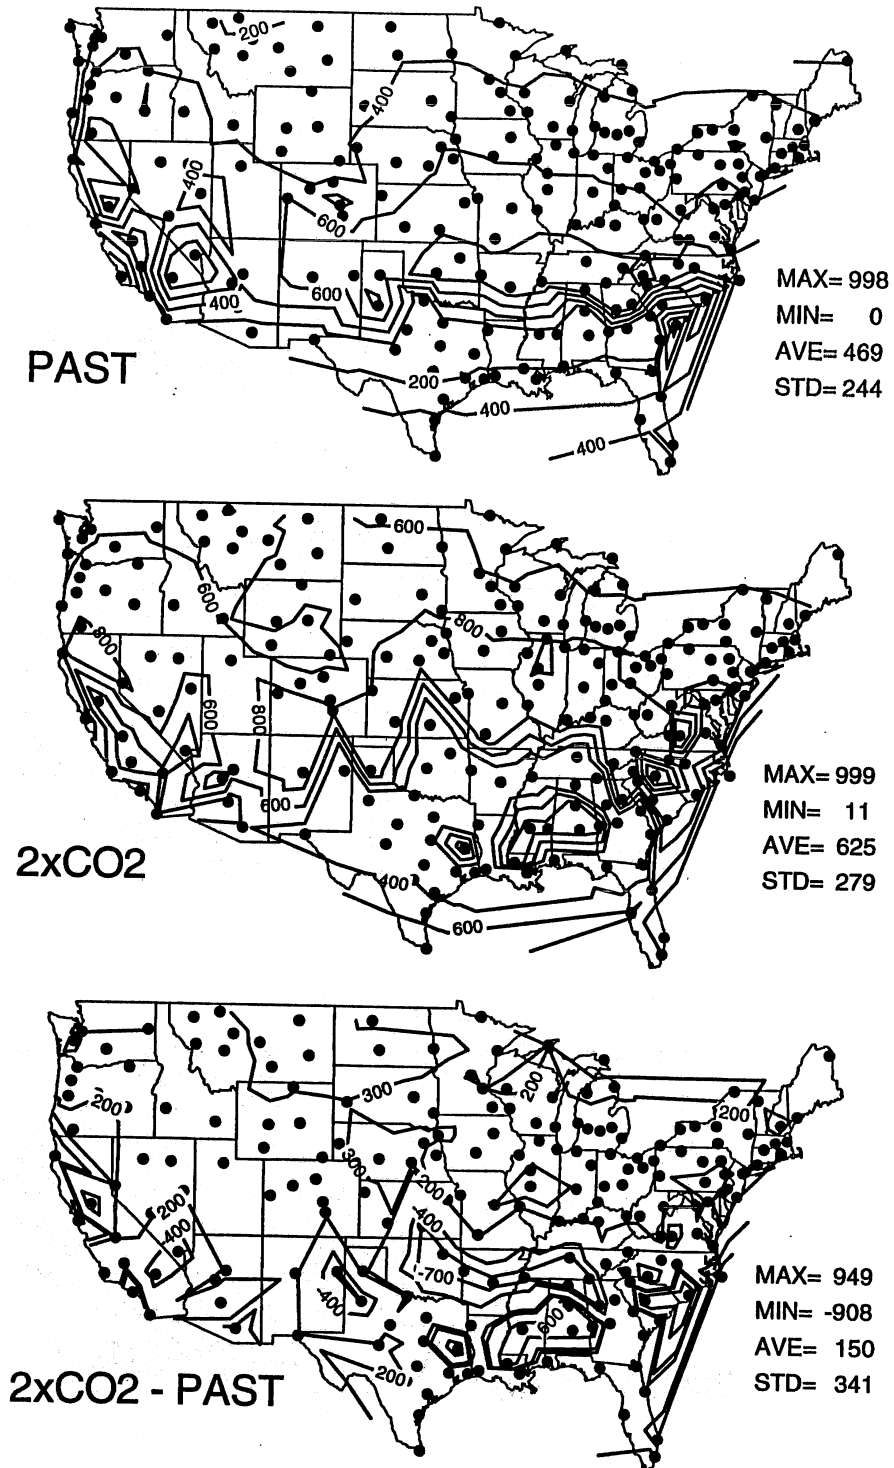 200
400
400
600
600
400
200
400
400
MAX= 998
MIN= 0
AVE= 469
STD= 244
PAST
600
600
800
800
600
800
600
400
600
MAX= 999
MIN= 11
AVE= 625
STD= 279
2xCO2
300
200
200
200
300
200
200
-400
-400
-700
-400
600
200
MAX= 949
MIN= -908
AVE= 150
STD= 341
2xCO2 - PAST